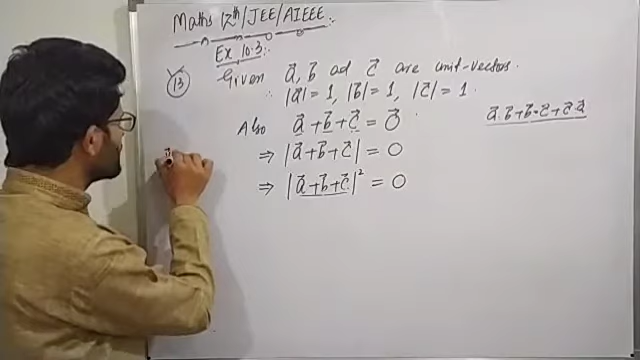 Maths 12th/JEE/AIEEE
Ex 10.3:
(13) Given a⃗, b⃗ ad c⃗ are unit-vectors.
∴ |a⃗| = 1, |b⃗| = 1, |c⃗| = 1.
a⃗.b⃗+b⃗.c⃗+c⃗.a⃗
Also a⃗ + b⃗ + c⃗ = 0⃗
⇒ |a⃗+b⃗+c⃗| = 0
⇒ |a⃗+b⃗+c⃗|² = 0